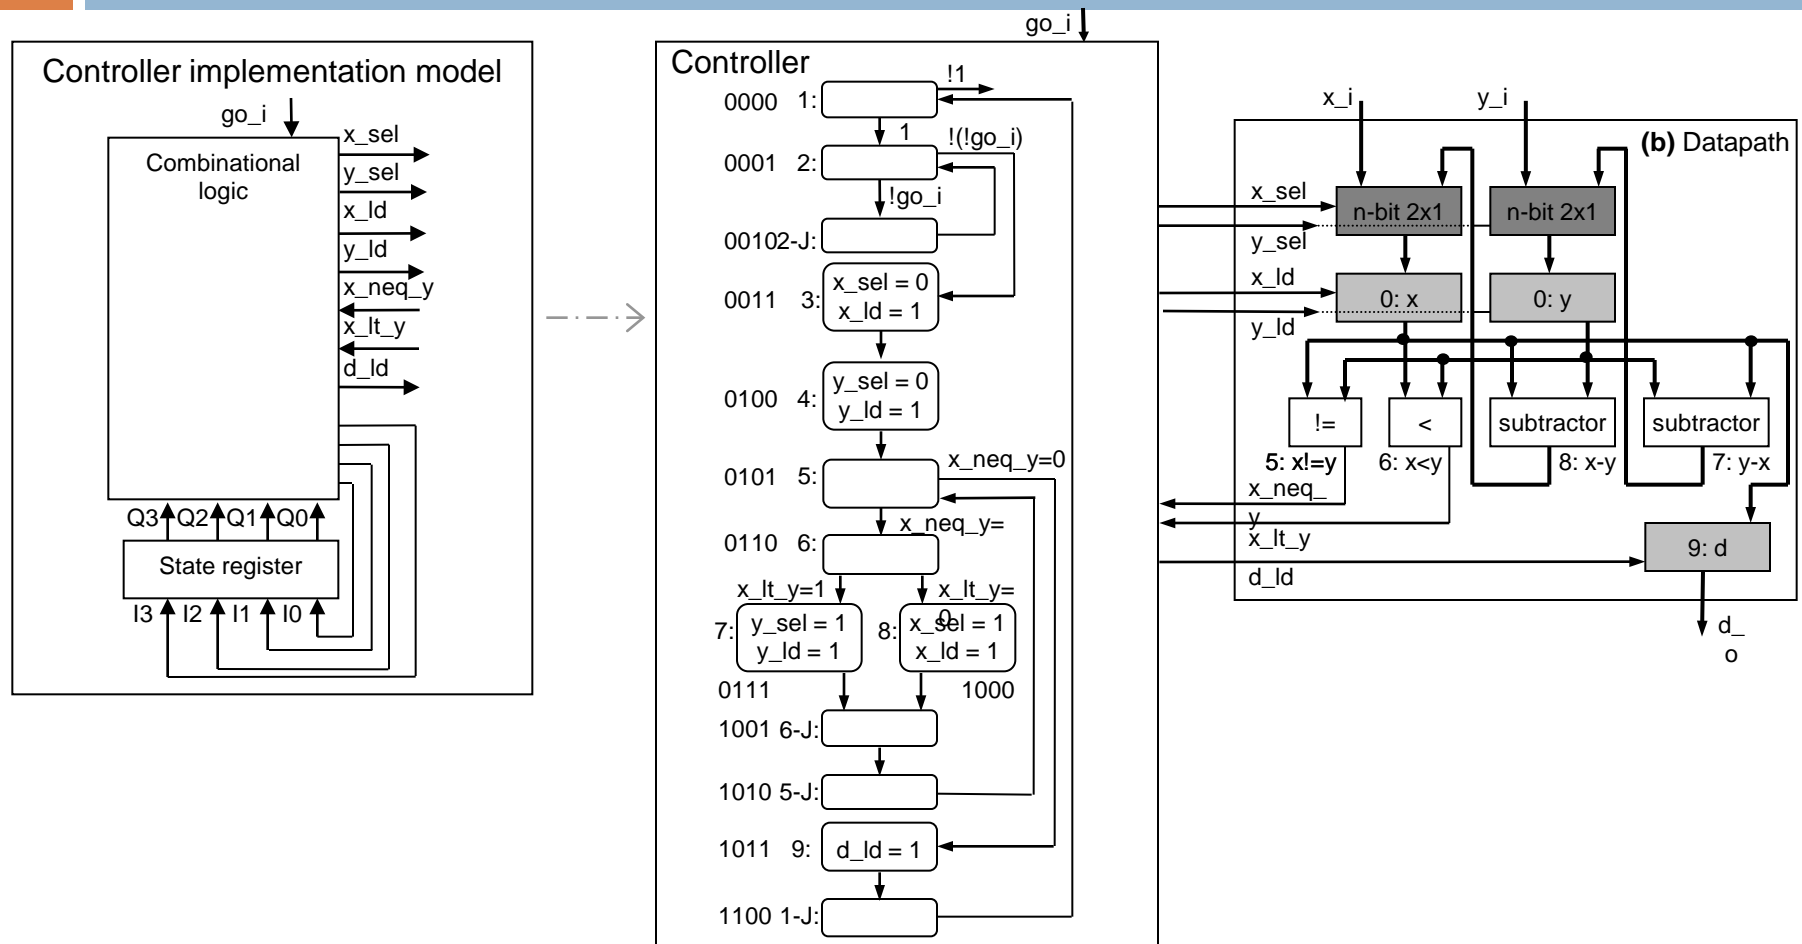 Controller implementation model
go_i
Combinational
logic
x_sel
y_sel
x_ld
y_ld
x_neq_y
x_lt_y
d_ld
Q3 Q2 Q1 Q0
State register
I3 I2 I1 I0
go_i
Controller
!1
0000 1:
1
!(!go_i)
0001 2:
!go_i
0010 2-J:
0011 3:
x_sel = 0
x_ld = 1
0100 4:
y_sel = 0
y_ld = 1
x_neq_y=0
0101 5:
x_neq_y=
0110 6:
x_lt_y=1
x_lt_y=
0
7:
y_sel = 1
y_ld = 1
8:
x_sel = 1
x_ld = 1
0111
1000
1001 6-J:
1010 5-J:
1011 9:
d_ld = 1
1100 1-J:
x_i
y_i
(b) Datapath
x_sel
n-bit 2x1
n-bit 2x1
y_sel
x_ld
0: x
0: y
y_ld
!=
<
subtractor
subtractor
5: x!=y
6: x<y
8: x-y
7: y-x
x_neq_
y
x_lt_y
9: d
d_ld
d_
o